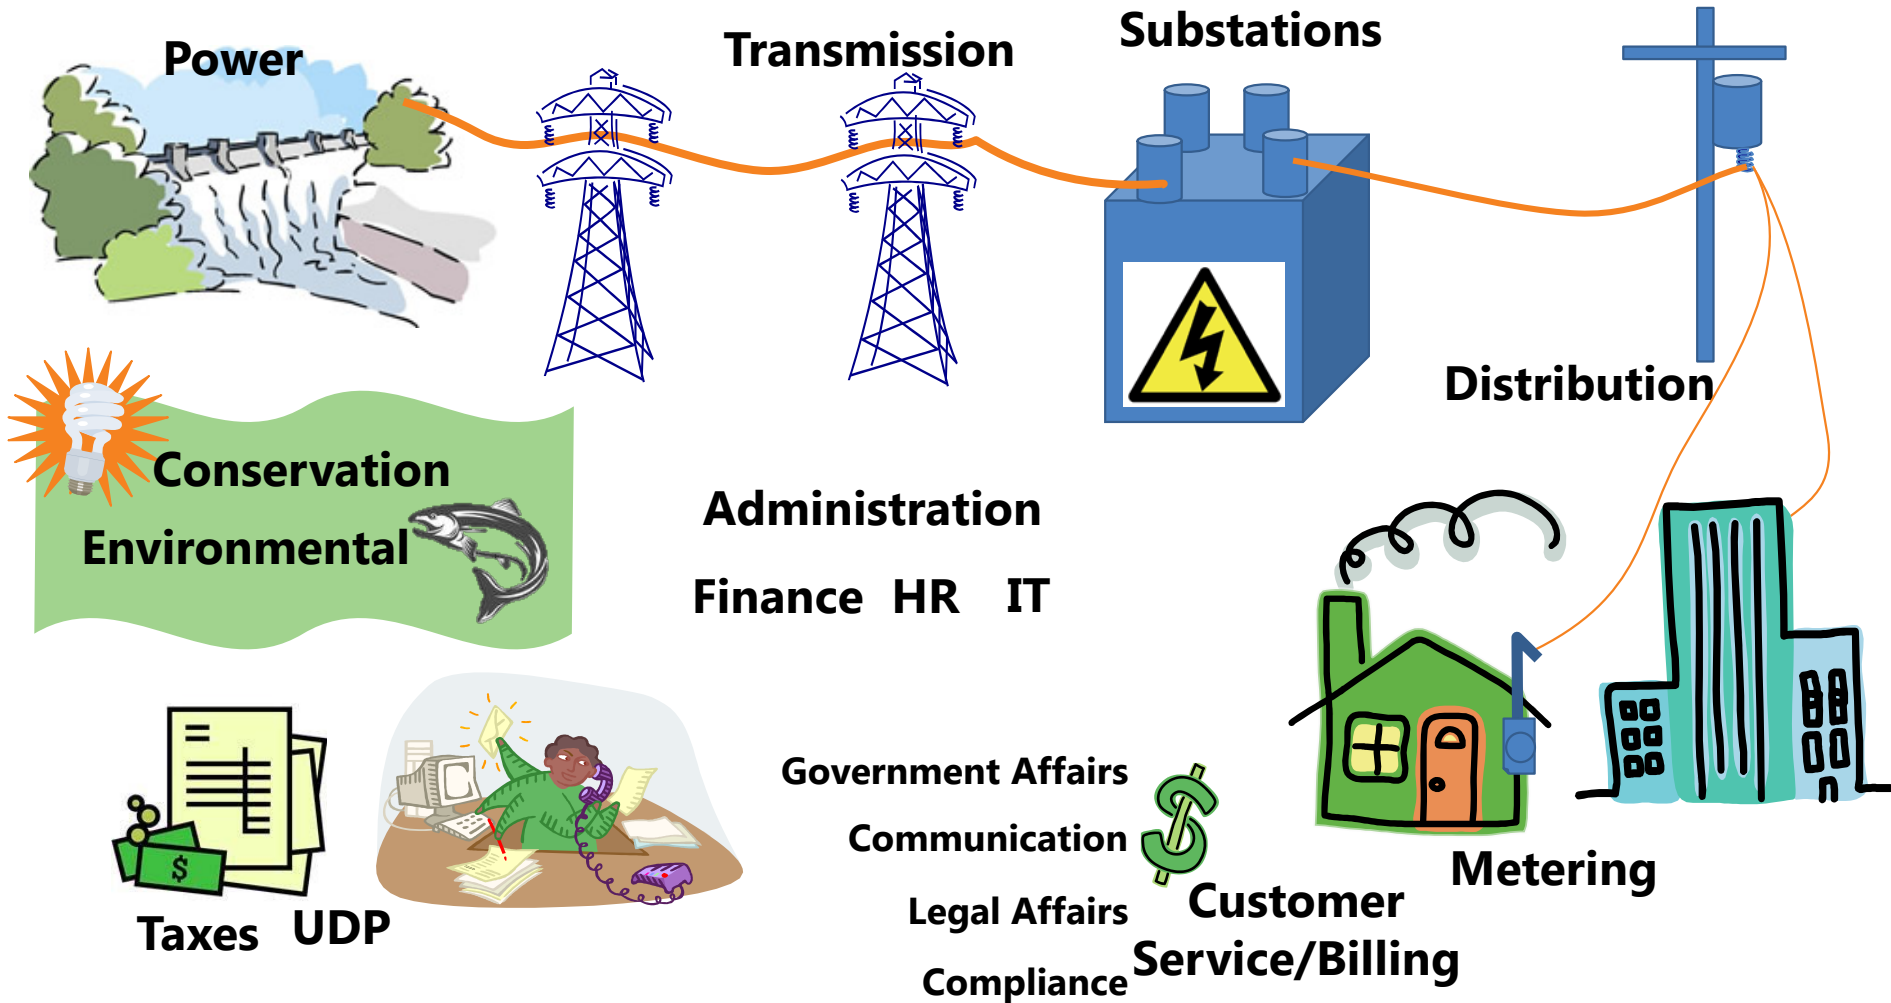 Power
Transmission
Substations
Distribution
Conservation
Environmental
Administration
Finance HR IT
Government Affairs
Communication
Legal Affairs
Compliance
$
Taxes UDP
$
Customer
Service/Billing
Metering